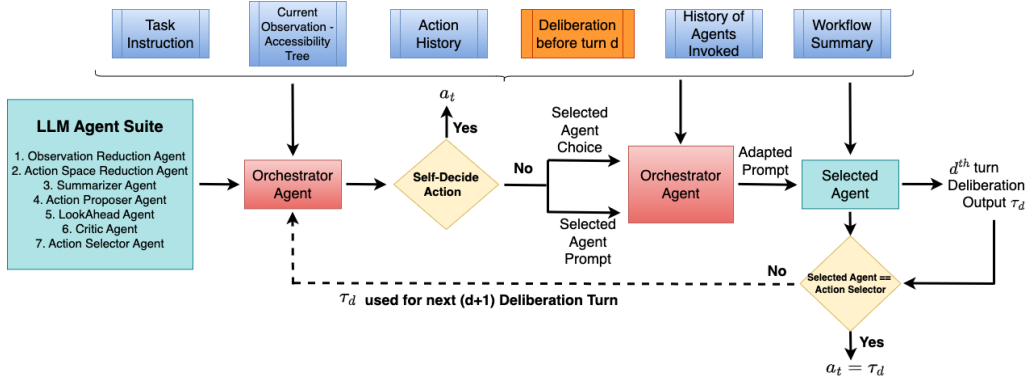 Task
Instruction
Current
Observation -
Accessibility
Tree
Action
History
Deliberation
before turn d
History of
Agents
Invoked
Workflow
Summary
LLM Agent Suite
1. Observation Reduction Agent
2. Action Space Reduction Agent
3. Summarizer Agent
4. Action Proposer Agent
5. LookAhead Agent
6. Critic Agent
7. Action Selector Agent
Orchestrator
Agent
a_t
Yes
Self-Decide
Action
No
Selected
Agent
Choice
Selected
Agent
Prompt
Orchestrator
Agent
Adapted
Prompt
Selected
Agent
d^{th} turn
Deliberation
Output τ_d
Selected Agent ==
Action Selector
No
τ_d used for next (d+1) Deliberation Turn
Yes
a_t = τ_d